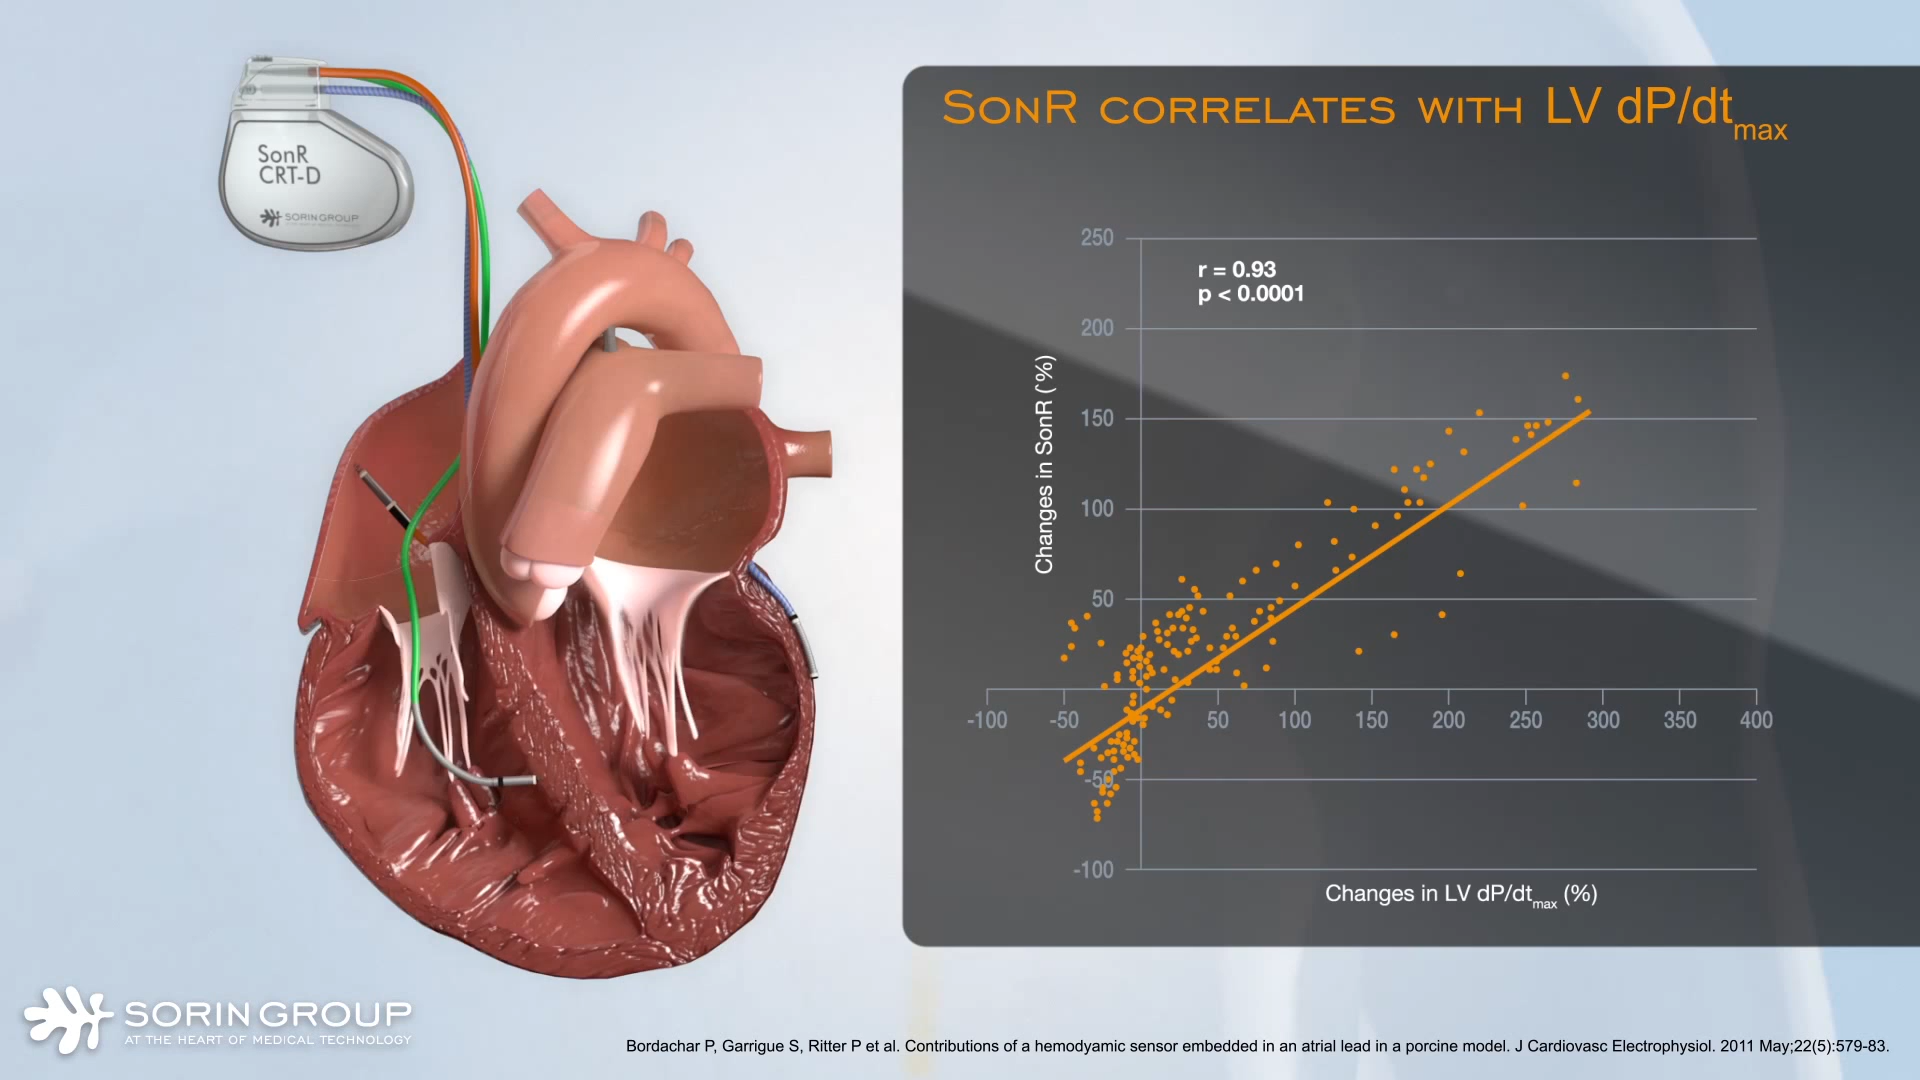 SonR
CRT-D
SORIN GROUP
SonR correlates with LV dP/dtmax
250
r = 0.93
p < 0.0001
200
150
Changes in SonR (%)
100
50
-100 -50 50 100 150 200 250 300 350 400
-50
-100
Changes in LV dP/dtmax (%)
SORIN GROUP
AT THE HEART OF MEDICAL TECHNOLOGY
Bordachar P, Garrigue S, Ritter P et al. Contributions of a hemodyamic sensor embedded in an atrial lead in a porcine model. J Cardiovasc Electrophysiol. 2011 May;22(5):579-83.